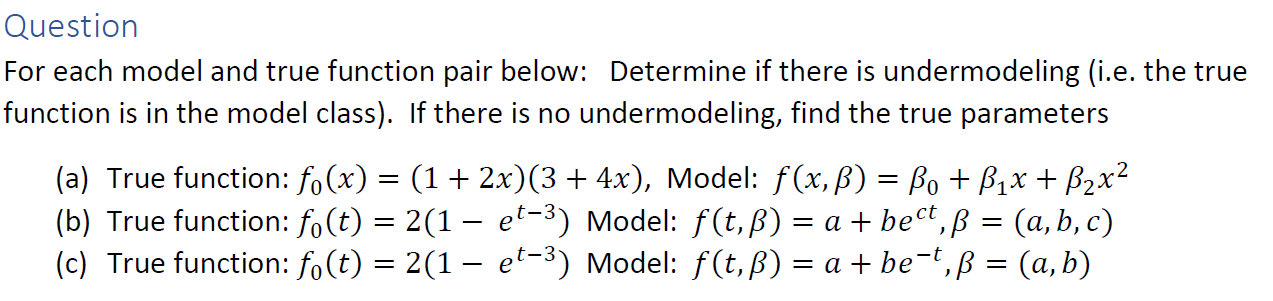 Question
For each model and true function pair below: Determine if there is undermodeling (i.e. the true
function is in the model class). If there is no undermodeling, find the true parameters
(a) True function: f₀(x) = (1 + 2x)(3 + 4x), Model: f(x, β) = β₀ + β₁x + β₂x²
(b) True function: f₀(t) = 2(1 − eᵗ⁻³) Model: f(t, β) = a + beᶜᵗ, β = (a, b, c)
(c) True function: f₀(t) = 2(1 − eᵗ⁻³) Model: f(t, β) = a + be⁻ᵗ, β = (a, b)